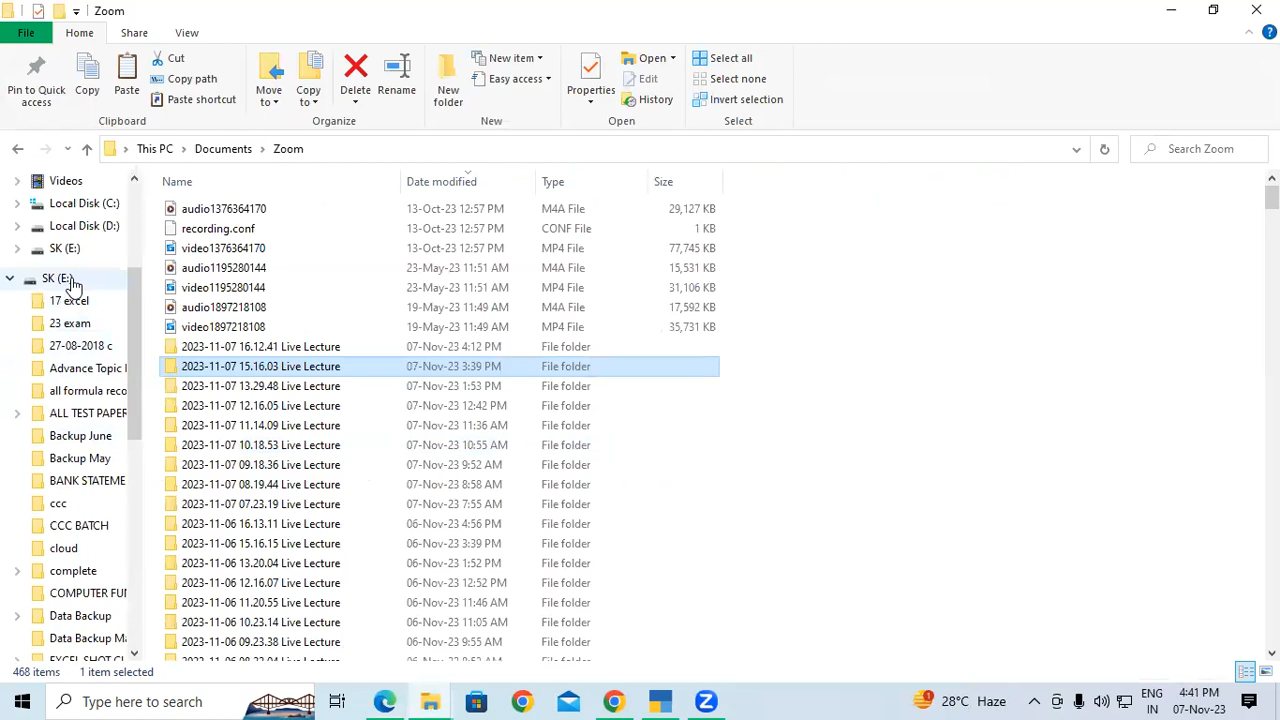 Zoom
File Home Share View
Pin to Quick access
Copy
Paste
Cut
Copy path
Paste shortcut
Clipboard
Move to
Copy to
Delete
Rename
Organize
New folder
New item
Easy access
New
Properties
Open
Edit
History
Open
Select all
Select none
Invert selection
Select
This PC > Documents > Zoom
Search Zoom
Videos
Local Disk (C:)
Local Disk (D:)
SK (E:)
SK (E:)
17 excel
23 exam
27-08-2018 c
Advance Topic
all formula reco
ALL TEST PAPER
Backup June
Backup May
BANK STATEME
ccc
CCC BATCH
cloud
complete
COMPUTER FUN
Data Backup
Data Backup Ma
Name Date modified Type Size
audio1376364170 13-Oct-23 12:57 PM M4A File 29,127 KB
recording.conf 13-Oct-23 12:57 PM CONF File 1 KB
video1376364170 13-Oct-23 12:57 PM MP4 File 77,745 KB
audio1195280144 23-May-23 11:51 AM M4A File 15,531 KB
video1195280144 23-May-23 11:51 AM MP4 File 31,106 KB
audio1897218108 19-May-23 11:49 AM M4A File 17,592 KB
video1897218108 19-May-23 11:49 AM MP4 File 35,731 KB
2023-11-07 16.12.41 Live Lecture 07-Nov-23 4:12 PM File folder
2023-11-07 15.16.03 Live Lecture 07-Nov-23 3:39 PM File folder
2023-11-07 13.29.48 Live Lecture 07-Nov-23 1:53 PM File folder
2023-11-07 12.16.05 Live Lecture 07-Nov-23 12:42 PM File folder
2023-11-07 11.14.09 Live Lecture 07-Nov-23 11:36 AM File folder
2023-11-07 10.18.53 Live Lecture 07-Nov-23 10:55 AM File folder
2023-11-07 09.18.36 Live Lecture 07-Nov-23 9:52 AM File folder
2023-11-07 08.19.44 Live Lecture 07-Nov-23 8:58 AM File folder
2023-11-07 07.23.19 Live Lecture 07-Nov-23 7:55 AM File folder
2023-11-06 16.13.11 Live Lecture 06-Nov-23 4:56 PM File folder
2023-11-06 15.16.15 Live Lecture 06-Nov-23 3:39 PM File folder
2023-11-06 13.20.04 Live Lecture 06-Nov-23 1:52 PM File folder
2023-11-06 12.16.07 Live Lecture 06-Nov-23 12:52 PM File folder
2023-11-06 11.20.55 Live Lecture 06-Nov-23 11:46 AM File folder
2023-11-06 10.23.14 Live Lecture 06-Nov-23 11:05 AM File folder
2023-11-06 09.23.38 Live Lecture 06-Nov-23 9:55 AM File folder
468 items 1 item selected
Type here to search
28°C Haze
ENG
IN
4:41 PM
07-Nov-23